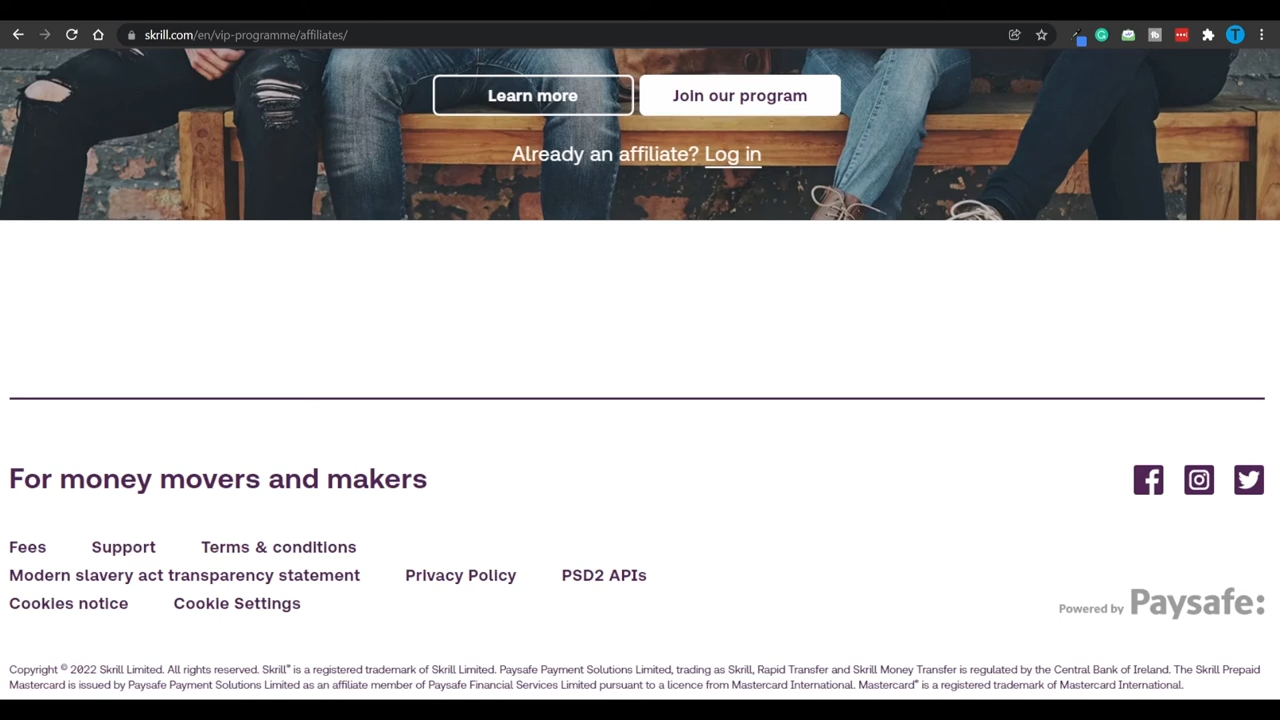 skrill.com/en/vip-programme/affiliates/
T
Learn more
Join our program
Already an affiliate? Log in
For money movers and makers
Fees Support Terms & conditions
Modern slavery act transparency statement Privacy Policy PSD2 APIs
Cookies notice Cookie Settings
Powered by Paysafe:
Copyright © 2022 Skrill Limited. All rights reserved. Skrill® is a registered trademark of Skrill Limited. Paysafe Payment Solutions Limited, trading as Skrill, Rapid Transfer and Skrill Money Transfer is regulated by the Central Bank of Ireland. The Skrill Prepaid
Mastercard is issued by Paysafe Payment Solutions Limited as an affiliate member of Paysafe Financial Services Limited pursuant to a licence from Mastercard International. Mastercard® is a registered trademark of Mastercard International.